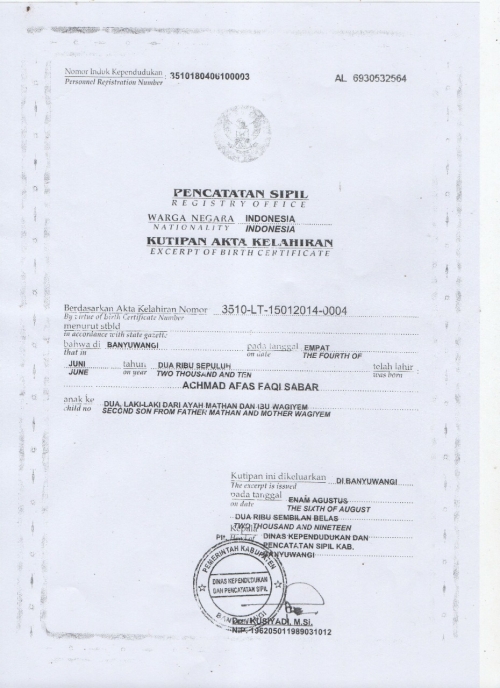 Nomor Induk Kependudukan 3510180406100003 AL 6930532564
Personnel Registration Number
PENCATATAN SIPIL
REGISTRY OFFICE
WARGA NEGARA INDONESIA
NATIONALITY INDONESIA
KUTIPAN AKTA KELAHIRAN
EXCERPT OF BIRTH CERTIFICATE
Berdasarkan Akta Kelahiran Nomor 3510-LT-15012014-0004
By virtue of Birth Certificate Number
menurut stbld
in accordance with state gazette
bahwa di BANYUWANGI pada tanggal EMPAT
that in on date THE FOURTH OF
JUNI tahun DUA RIBU SEPULUH telah lahir
JUNE on year TWO THOUSAND AND TEN was born
ACHMAD AFAS FAQI SABAR
anak ke DUA, LAKI-LAKI DARI AYAH MATHAN DAN IBU WAGIYEM
child no SECOND SON FROM FATHER MATHAN AND MOTHER WAGIYEM
Kutipan ini dikeluarkan DI BANYUWANGI
The excerpt is issued
pada tanggal ENAM AGUSTUS
on date THE SIXTH OF AUGUST
DUA RIBU SEMBILAN BELAS
TWO THOUSAND AND NINETEEN
Kepala
Plt. DINAS KEPENDUDUKAN DAN
PENCATATAN SIPIL KAB.
BANYUWANGI
PEMERINTAH KABUPATEN
DINAS KEPENDUDUKAN
DAN PENCATATAN SIPIL
BANYUWANGI
KUSIYADI, M.Si.
NIP. 196205011989031012